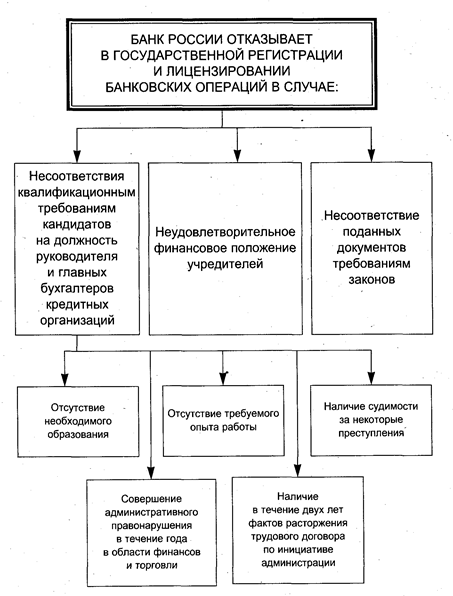 БАНК РОССИИ ОТКАЗЫВАЕТ
В ГОСУДАРСТВЕННОЙ РЕГИСТРАЦИИ
И ЛИЦЕНЗИРОВАНИИ
БАНКОВСКИХ ОПЕРАЦИЙ В СЛУЧАЕ:
Несоответствия
квалификационным
требованиям
кандидатов
на должность
руководителя
и главных
бухгалтеров
кредитных
организаций
Неудовлетворительное
финансовое положение
учредителей
Несоответствие
поданных
документов
требованиям
законов
Отсутствие
необходимого
образования
Отсутствие требуемого
опыта работы
Наличие судимости
за некоторые
преступления
Совершение
административного
правонарушения
в течение года
в области финансов
и торговли
Наличие
в течение двух лет
фактов расторжения
трудового договора
по инициативе
администрации